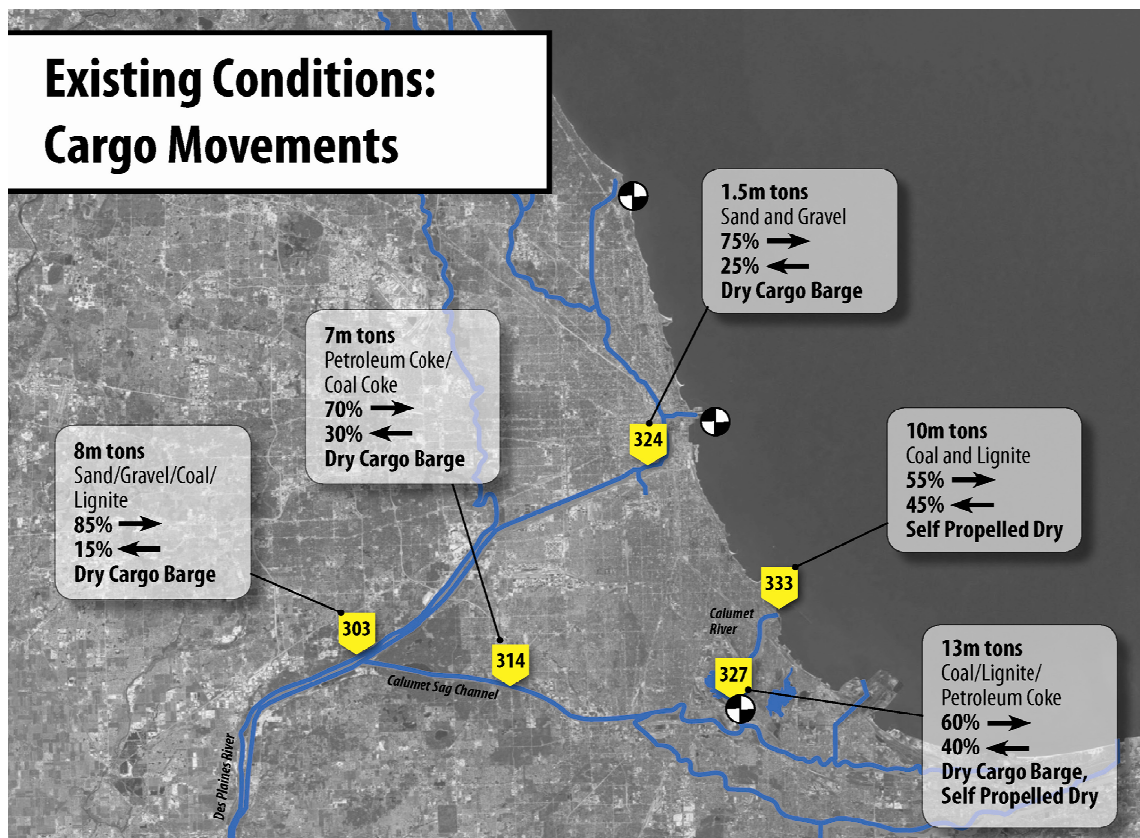 Existing Conditions:
Cargo Movements
1.5m tons
Sand and Gravel
75%
25%
Dry Cargo Barge
7m tons
Petroleum Coke/
Coal Coke
70%
30%
Dry Cargo Barge
324
10m tons
Coal and Lignite
55%
45%
Self Propelled Dry
8m tons
Sand/Gravel/Coal/
Lignite
85%
15%
Dry Cargo Barge
333
Calumet
River
303
314
327
13m tons
Coal/Lignite/
Petroleum Coke
60%
40%
Dry Cargo Barge,
Self Propelled Dry
Calumet Sag Channel
Des Plaines River